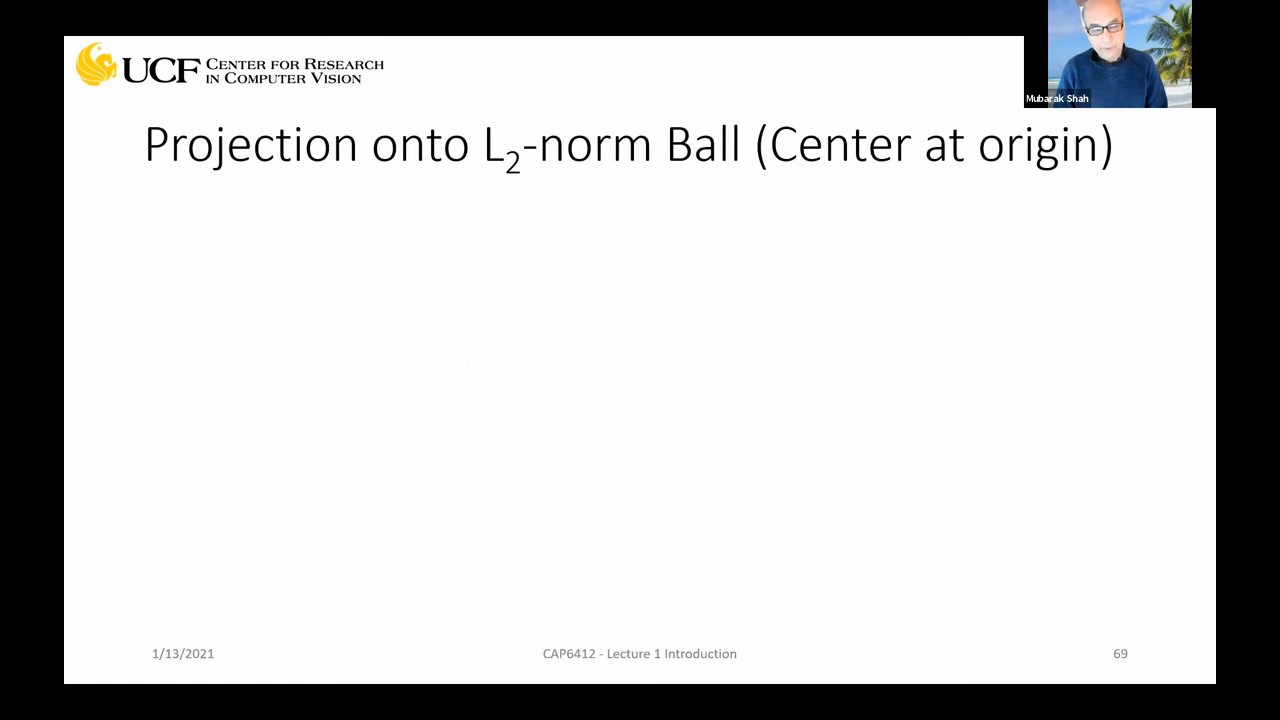 UCF CENTER FOR RESEARCH
IN COMPUTER VISION
Mubarak Shah
Projection onto L2-norm Ball (Center at origin)
1/13/2021
CAP6412 - Lecture 1 Introduction
69